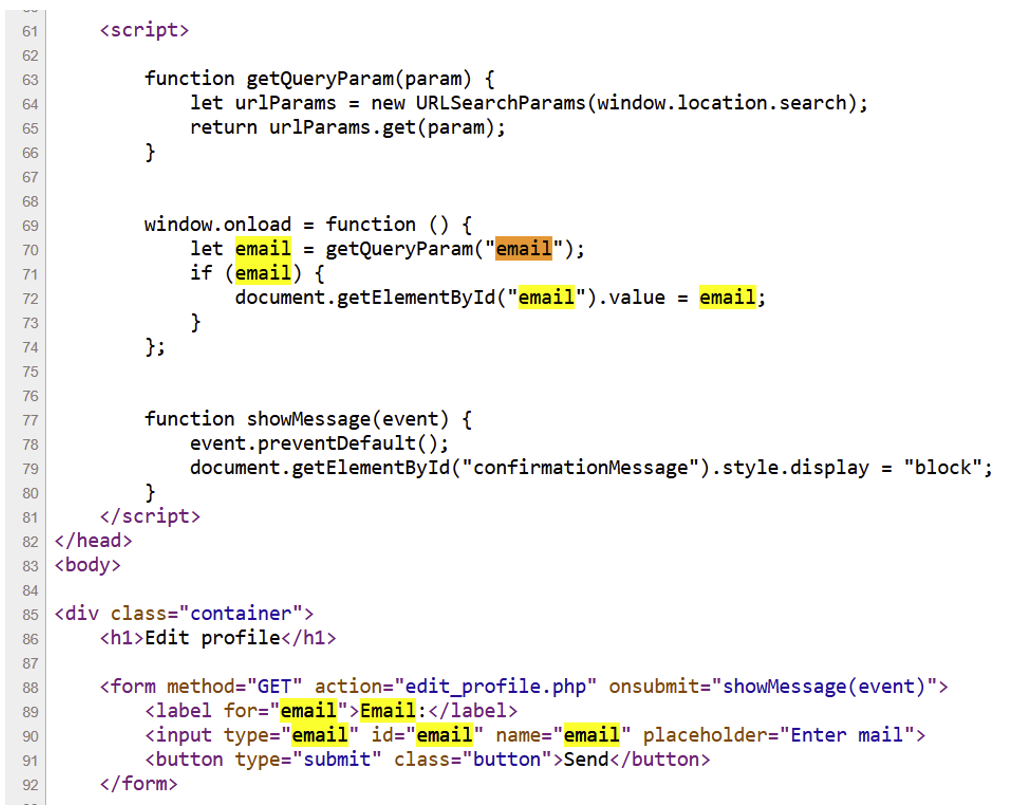 61 <script>
62
63 function getQueryParam(param) {
64 let urlParams = new URLSearchParams(window.location.search);
65 return urlParams.get(param);
66 }
67
68
69 window.onload = function () {
70 let email = getQueryParam("email");
71 if (email) {
72 document.getElementById("email").value = email;
73 }
74 };
75
76
77 function showMessage(event) {
78 event.preventDefault();
79 document.getElementById("confirmationMessage").style.display = "block";
80 }
81 </script>
82 </head>
83 <body>
84
85 <div class="container">
86 <h1>Edit profile</h1>
87
88 <form method="GET" action="edit_profile.php" onsubmit="showMessage(event)">
89 <label for="email">Email:</label>
90 <input type="email" id="email" name="email" placeholder="Enter mail">
91 <button type="submit" class="button">Send</button>
92 </form>